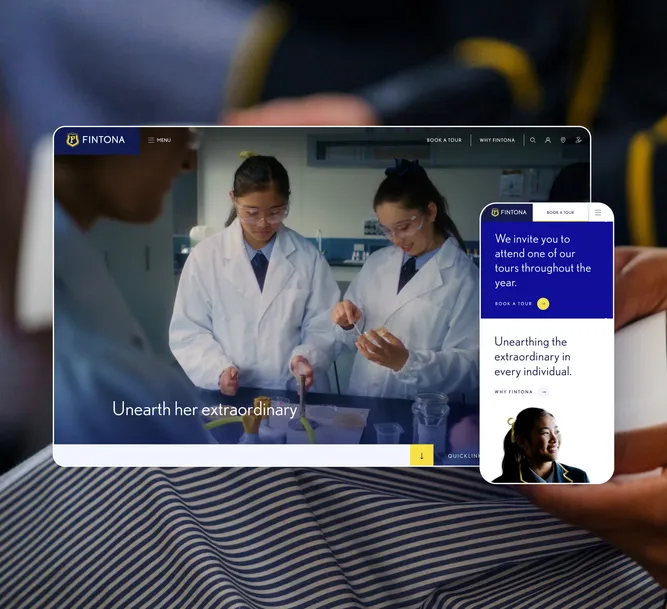 FINTONA
MENU
BOOK A TOUR
WHY FINTONA
Unearth her extraordinary
FINTONA
BOOK A TOUR
We invite you to
attend one of our
tours throughout the
year.
BOOK A TOUR
Unearthing the
extraordinary in
every individual.
WHY FINTONA